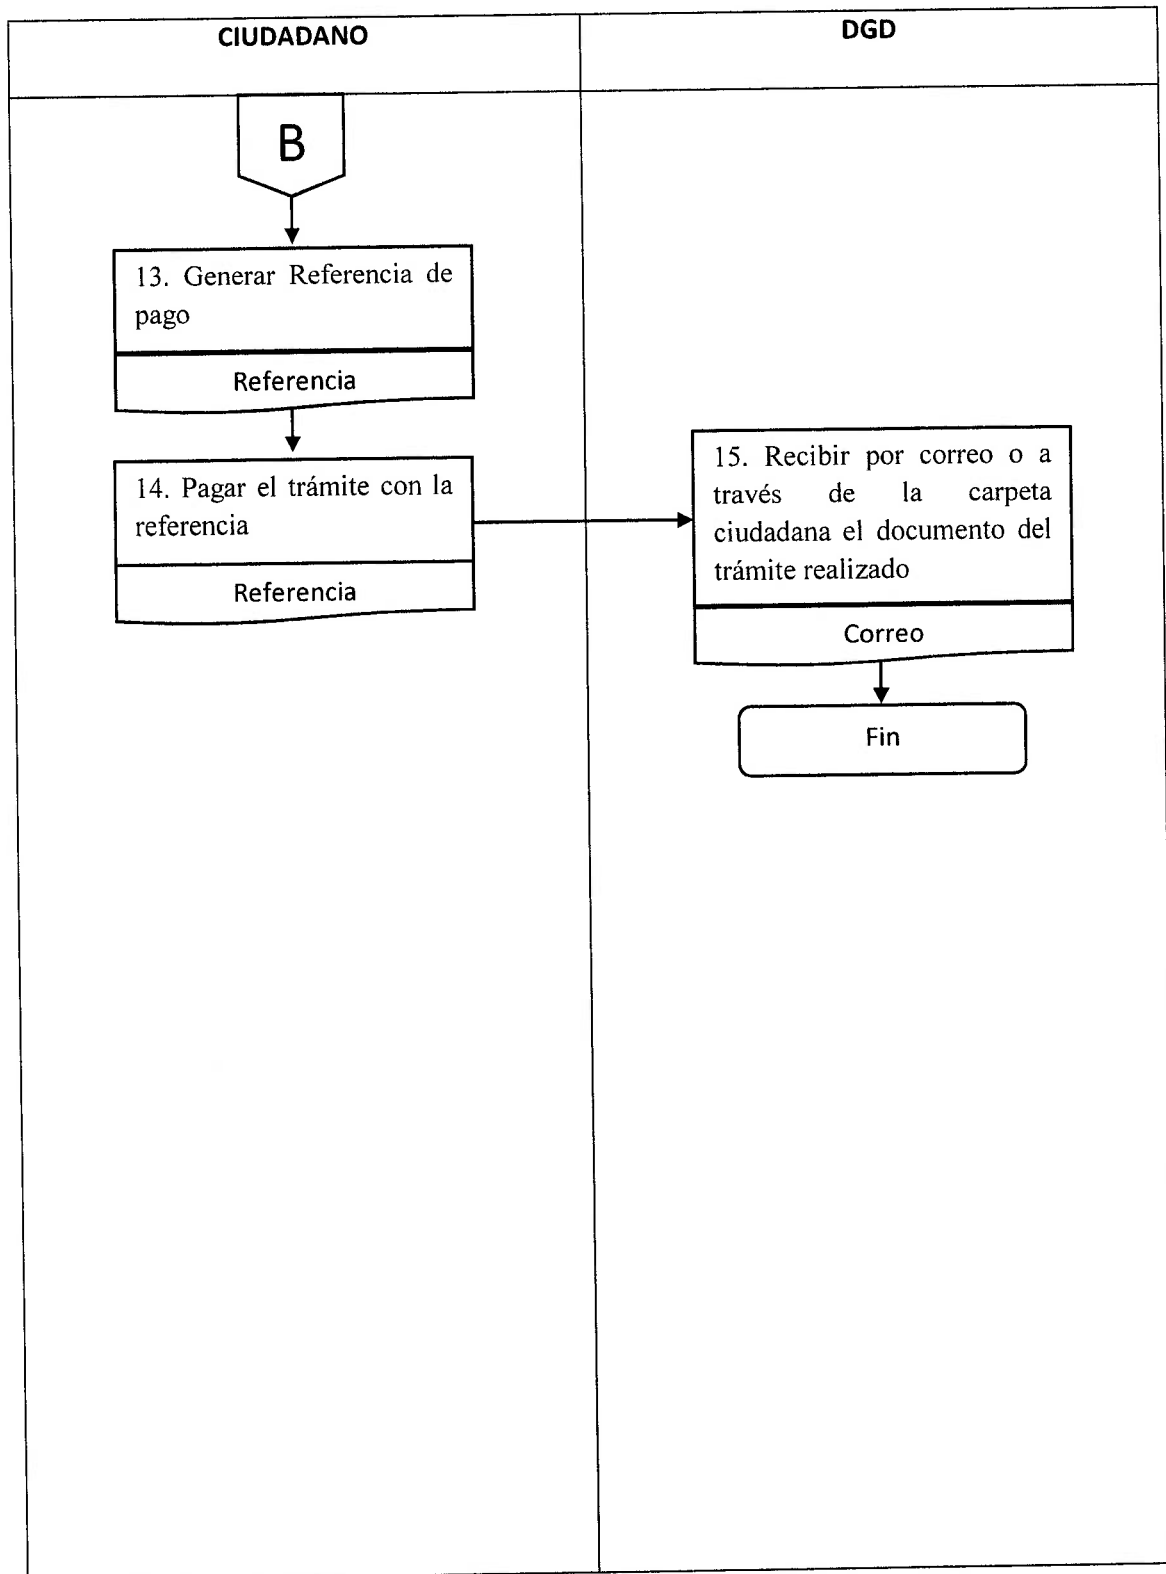 CIUDADANO
DGD
B
13. Generar Referencia de
pago
Referencia
14. Pagar el trámite con la
referencia
Referencia
15. Recibir por correo o a
través de la carpeta
ciudadana el documento del
trámite realizado
Correo
Fin